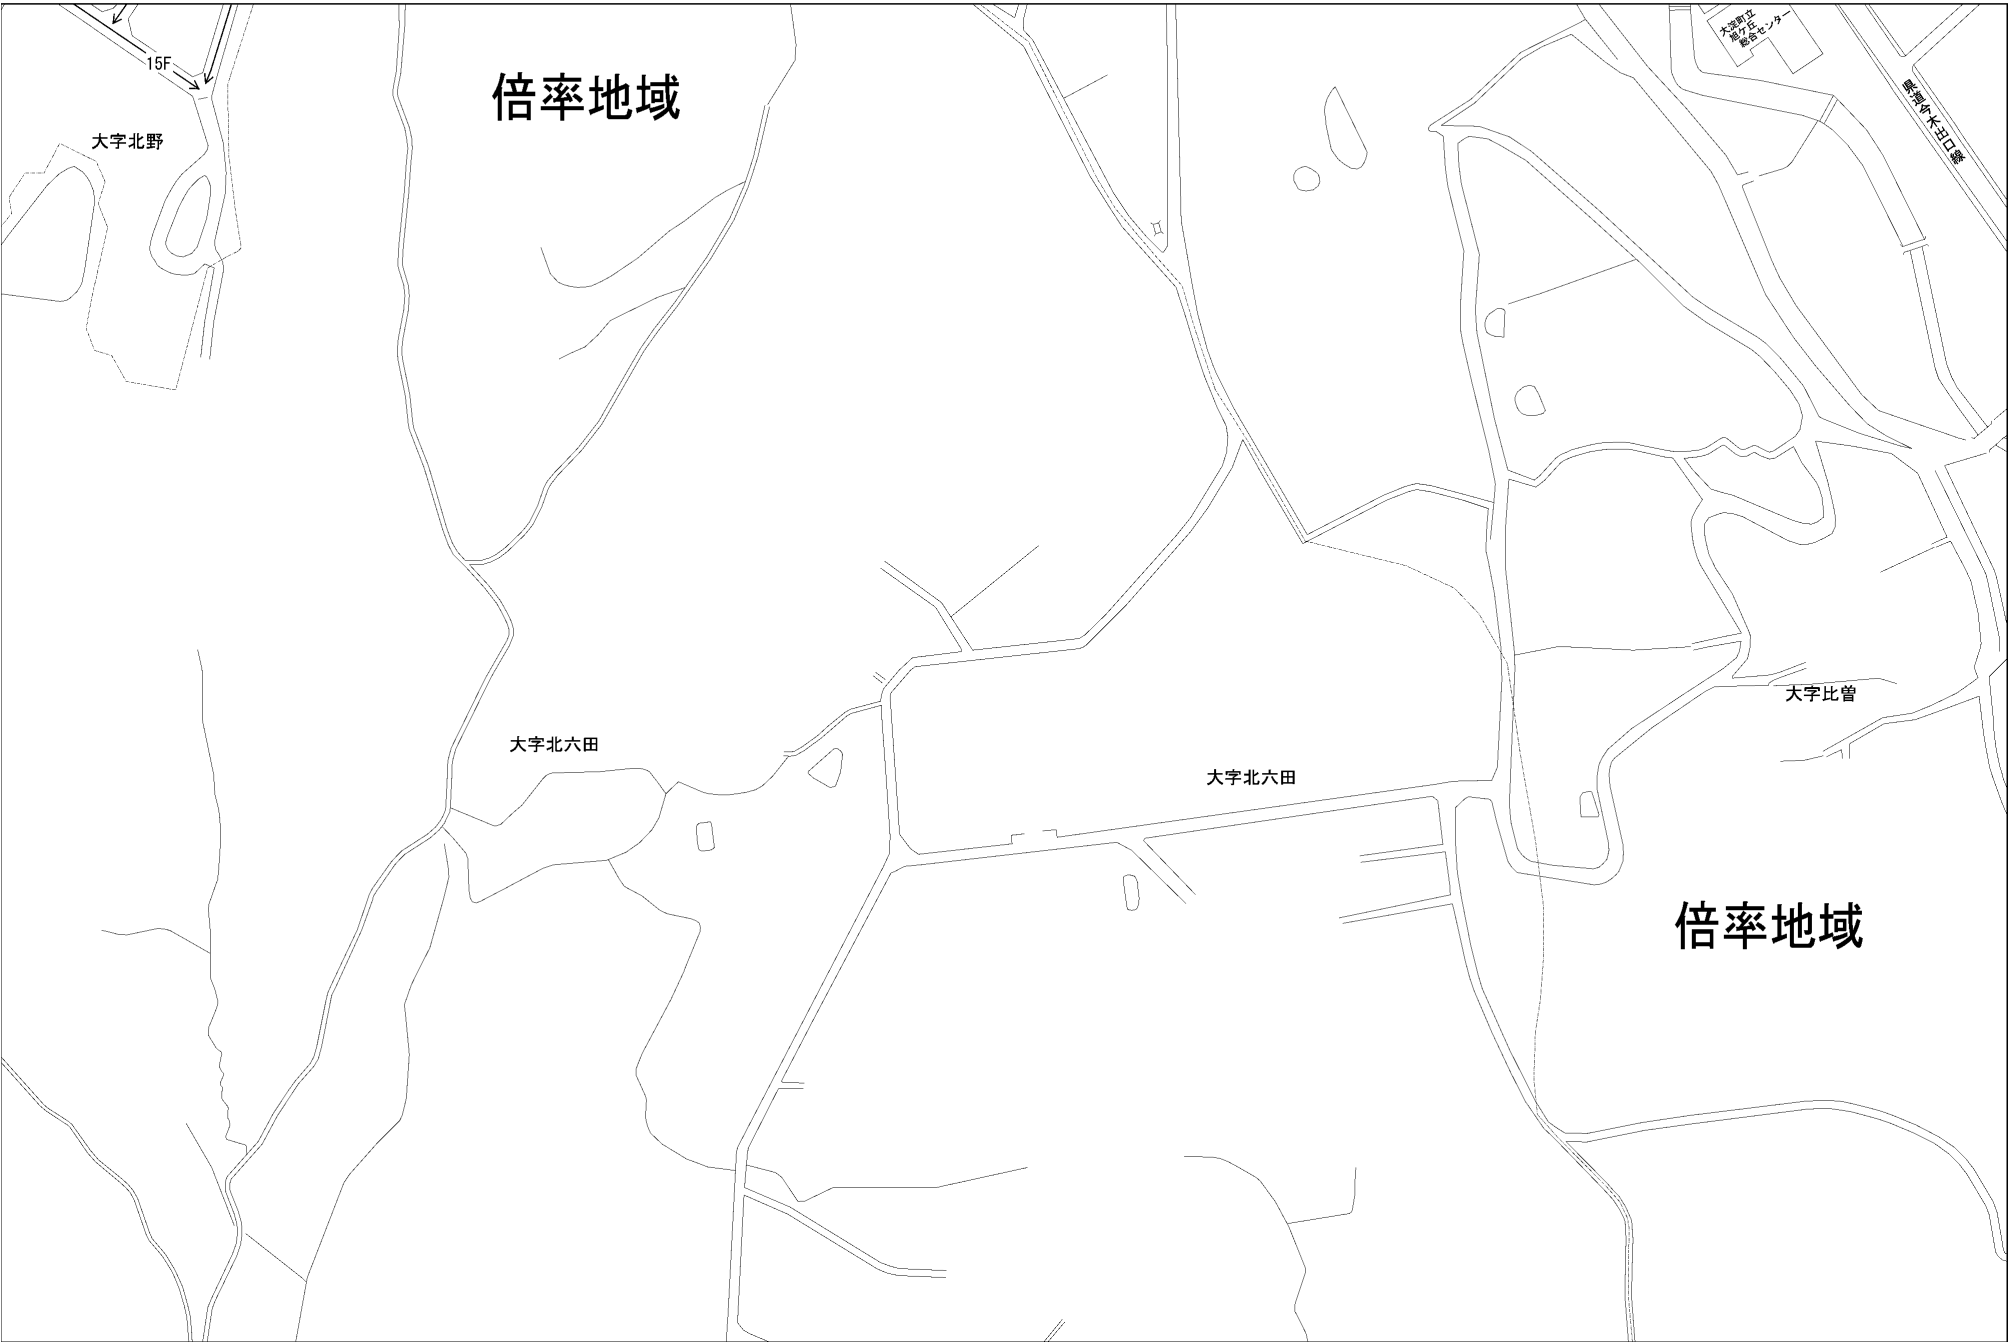 大淀町立
旭ケ丘
総合センター
15F
倍率地域
県道今木出口線
大字北野
大字比曽
大字北六田
大字北六田
倍率地域